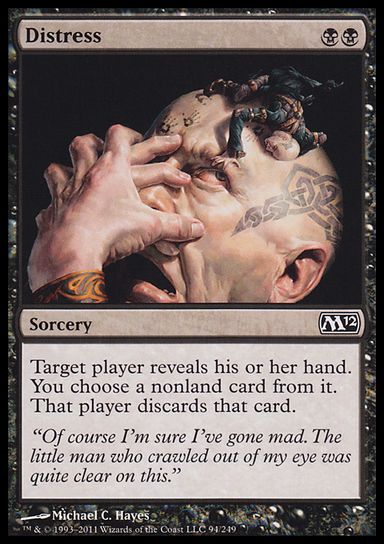 Distress
Sorcery
M12
Target player reveals his or her hand.
You choose a nonland card from it.
That player discards that card.
“Of course I’m sure I’ve gone mad. The
little man who crawled out of my eye was
quite clear on this.”
Michael C. Hayes
™ & © 1993–2011 Wizards of the Coast LLC 94/249